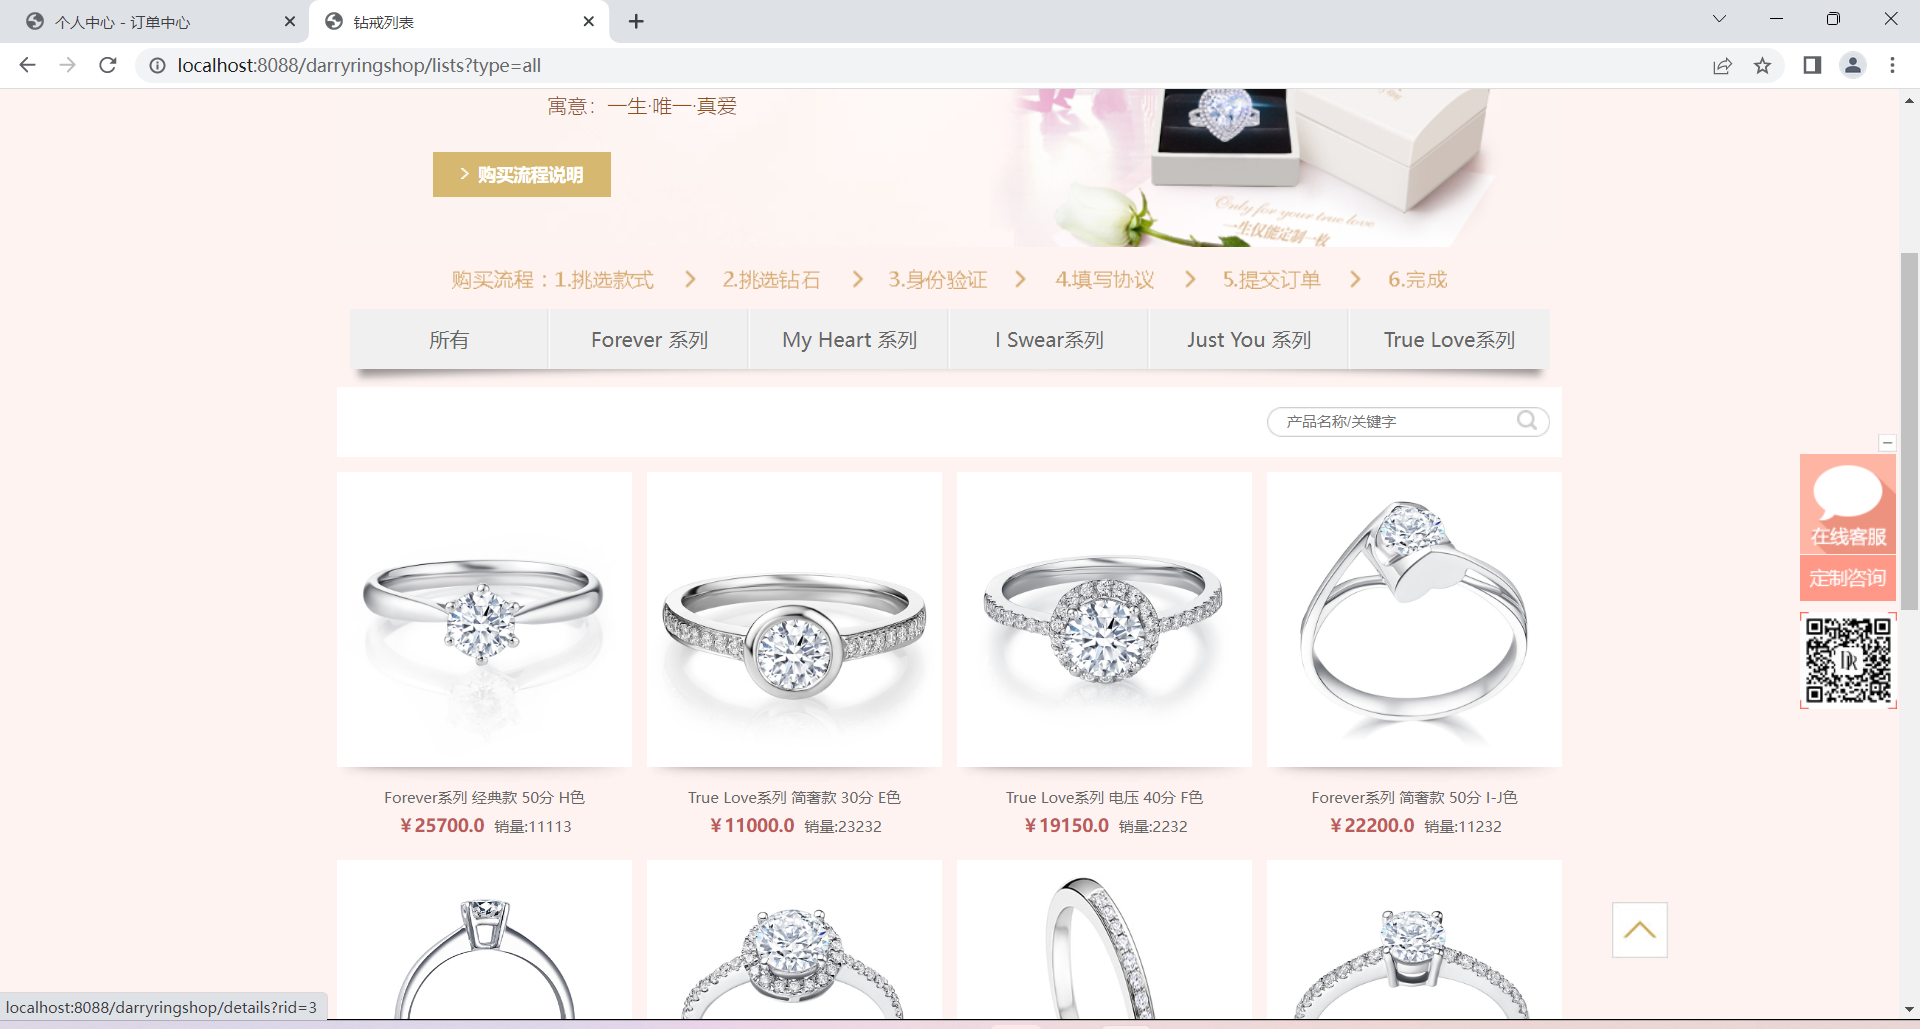 个人中心 - 订单中心
钻戒列表
localhost:8088/darryringshop/lists?type=all
寓意：一生·唯一·真爱
购买流程说明
Only for your true love
一生仅能定制一枚
购买流程：1.挑选款式 > 2.挑选钻石 > 3.身份验证 > 4.填写协议 > 5.提交订单 > 6.完成
所有 Forever 系列 My Heart 系列 I Swear系列 Just You 系列 True Love系列
产品名称/关键字
在线客服
定制咨询
DR
Forever系列 经典款 50分 H色
￥25700.0 销量:11113
True Love系列 简奢款 30分 E色
￥11000.0 销量:23232
True Love系列 电压 40分 F色
￥19150.0 销量:2232
Forever系列 简奢款 50分 I-J色
￥22200.0 销量:11232
localhost:8088/darryringshop/details?rid=3